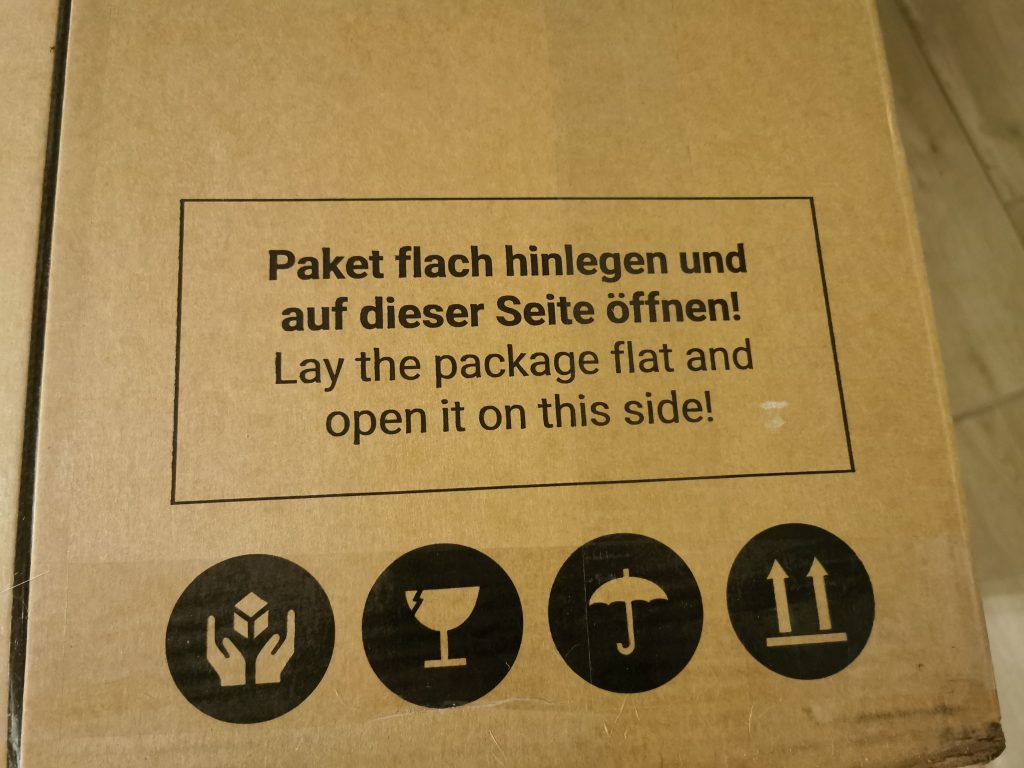 Paket flach hinlegen und
auf dieser Seite öffnen!
Lay the package flat and
open it on this side!